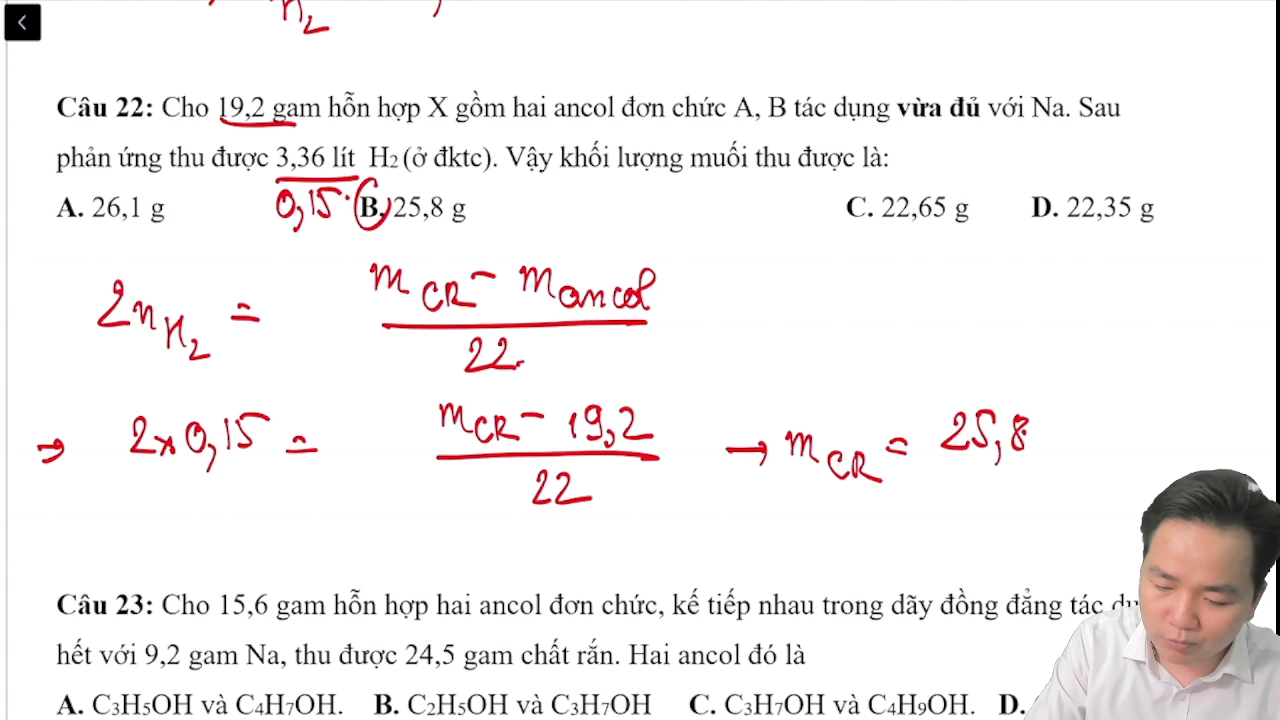 H₂
Câu 22: Cho 19,2 gam hỗn hợp X gồm hai ancol đơn chức A, B tác dụng vừa đủ với Na. Sau
phản ứng thu được 3,36 lít H₂ (ở đktc). Vậy khối lượng muối thu được là:
0,15
A. 26,1 g B. 25,8 g C. 22,65 g D. 22,35 g
2nH₂ = (mCR - mancol) / 22
⇒ 2x0,15 = (mCR - 19,2) / 22 → mCR = 25,8
Câu 23: Cho 15,6 gam hỗn hợp hai ancol đơn chức, kế tiếp nhau trong dãy đồng đẳng tác
hết với 9,2 gam Na, thu được 24,5 gam chất rắn. Hai ancol đó là
A. C₃H₅OH và C₄H₇OH. B. C₂H₅OH và C₃H₇OH C. C₃H₇OH và C₄H₉OH. D.